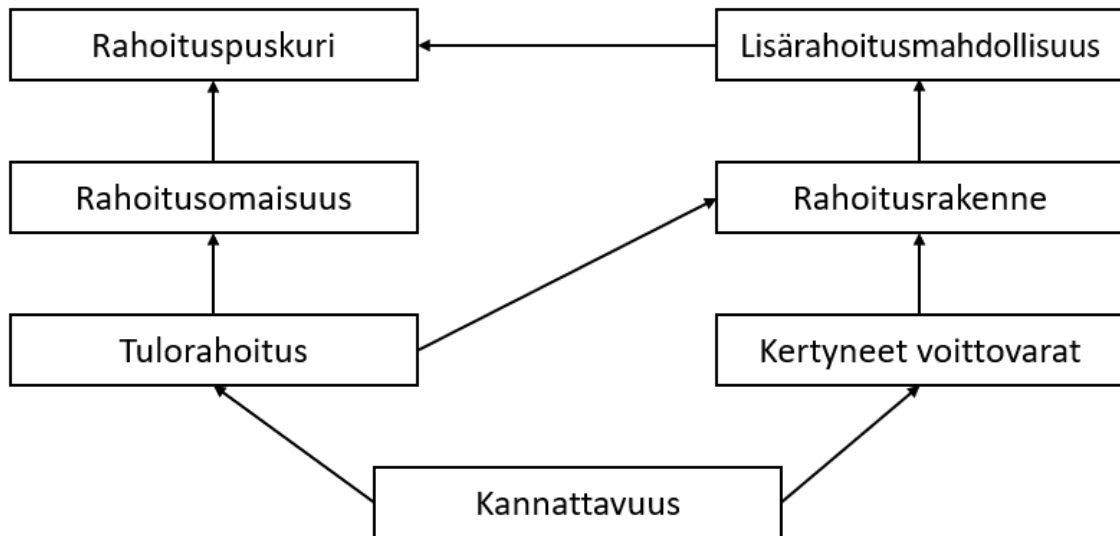 Rahoituspuskuri
Lisärahoitusmahdollisuus
Rahoitusomaisuus
Rahoitusrakenne
Tulorahoitus
Kertyneet voittovarat
Kannattavuus